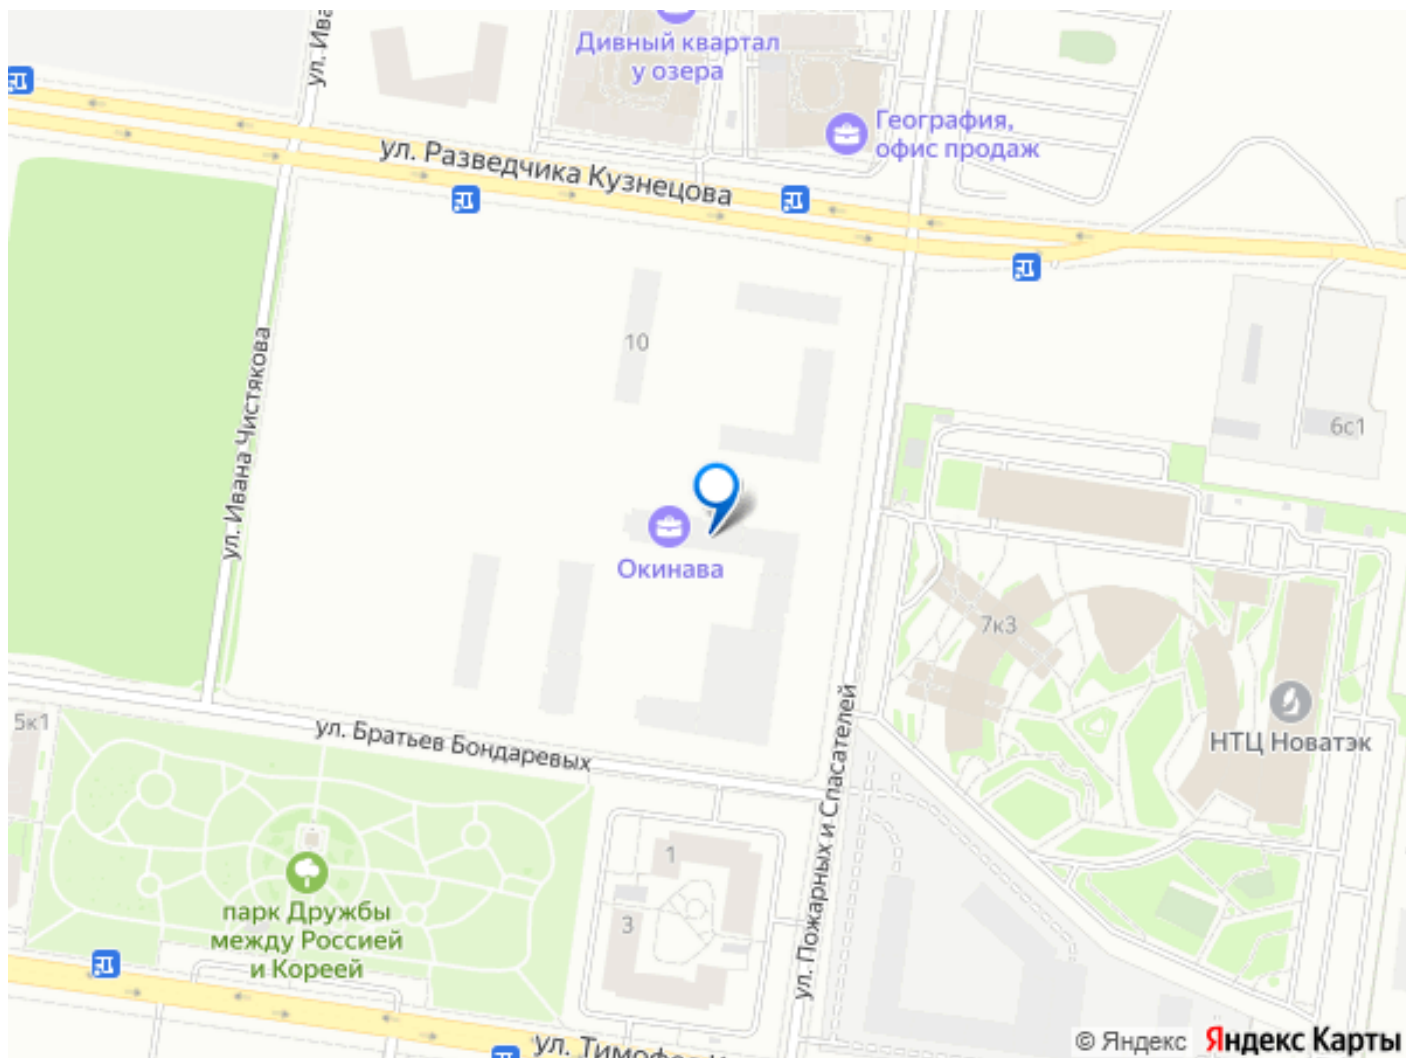 ул. Ива
Дивный квартал
у озера
География,
офис продаж
ул. Разведчика Кузнецова
10
ул. Ивана Чистякова
6с1
Окинава
7к3
5к1
ул. Братьев Бондаревых
НТЦ Новатэк
ул. Пожарных и Спасателей
1
3
парк Дружбы
между Россией
и Кореей
ул. Тимофея
© Яндекс Яндекс Карты